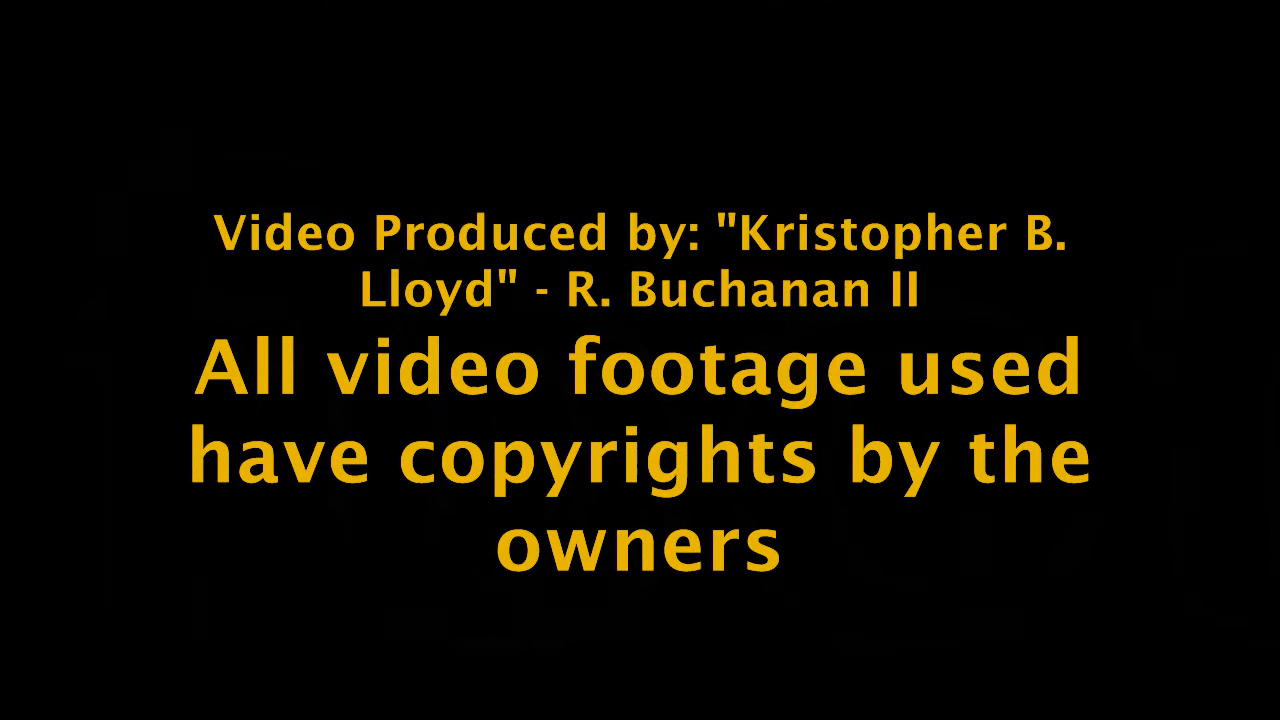 Video Produced by: "Kristopher B.
Lloyd" - R. Buchanan II
All video footage used
have copyrights by the
owners